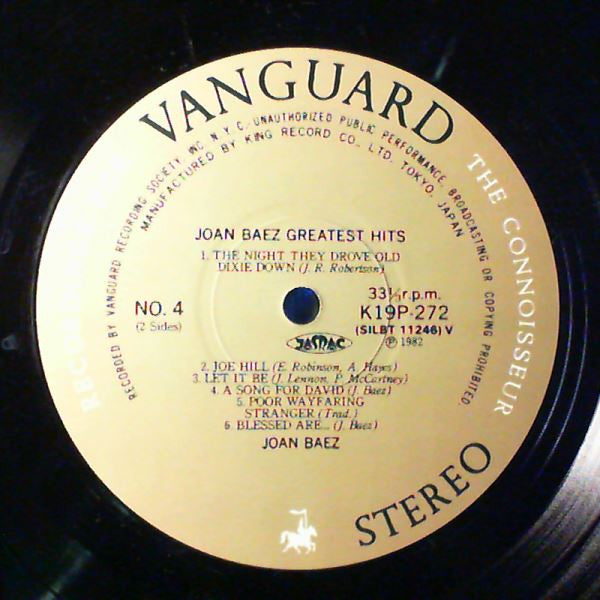 VANGUARD
RECORDED BY VANGUARD RECORDING SOCIETY, INC. N.Y.C. UNAUTHORIZED PUBLIC PERFORMANCE, BROADCASTING OR COPYING PROHIBITED.
MANUFACTURED BY KING RECORD CO., LTD. TOKYO, JAPAN
THE CONNOISSEUR
JOAN BAEZ GREATEST HITS
1. THE NIGHT THEY DROVE OLD
DIXIE DOWN (J. R. Robertson)
NO. 4
(2 Sides)
33⅓r.p.m.
K19P-272
(SILBT 11246) V
Ⓟ 1982
JASRAC
2. JOE HILL (E. Robinson, A. Hayes)
3. LET IT BE (J. Lennon, P. McCartney)
4. A SONG FOR DAVID (J. Baez)
5. POOR WAYFARING
STRANGER (Trad.)
6. BLESSED ARE... (J. Baez)
JOAN BAEZ
STEREO